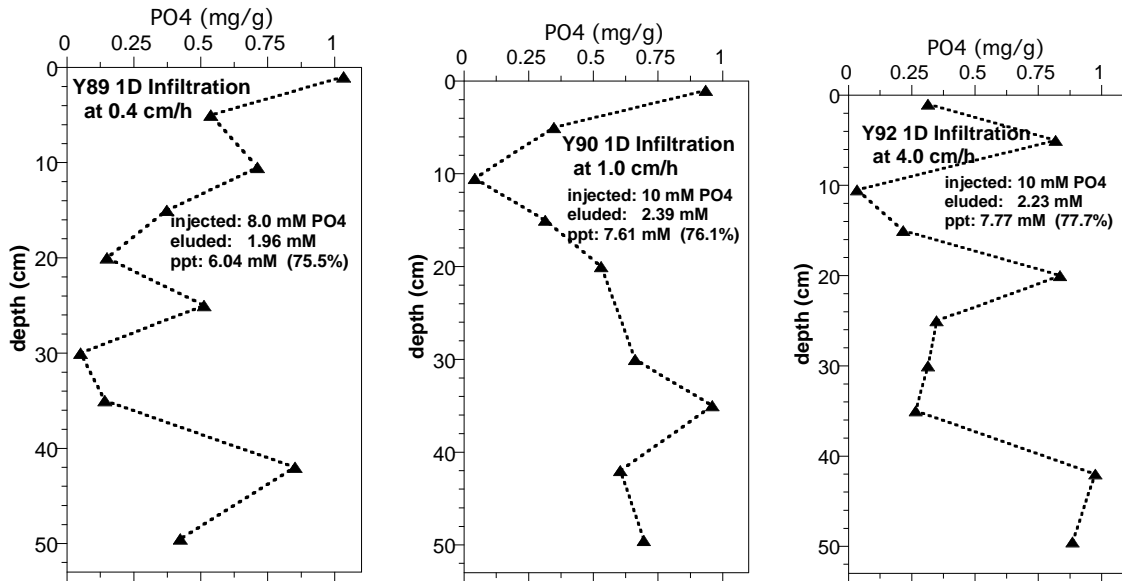 PO4 (mg/g)
0 0.25 0.5 0.75 1
0
10
20
30
40
50
depth (cm)
Y89 1D Infiltration
at 0.4 cm/h
injected: 8.0 mM PO4
eluded: 1.96 mM
ppt: 6.04 mM (75.5%)
PO4 (mg/g)
0 0.25 0.5 0.75 1
0
10
20
30
40
50
depth (cm)
Y90 1D Infiltration
at 1.0 cm/h
injected: 10 mM PO4
eluded: 2.39 mM
ppt: 7.61 mM (76.1%)
PO4 (mg/g)
0 0.25 0.5 0.75 1
0
10
20
30
40
50
depth (cm)
Y92 1D Infiltration
at 4.0 cm/h
injected: 10 mM PO4
eluded: 2.23 mM
ppt: 7.77 mM (77.7%)